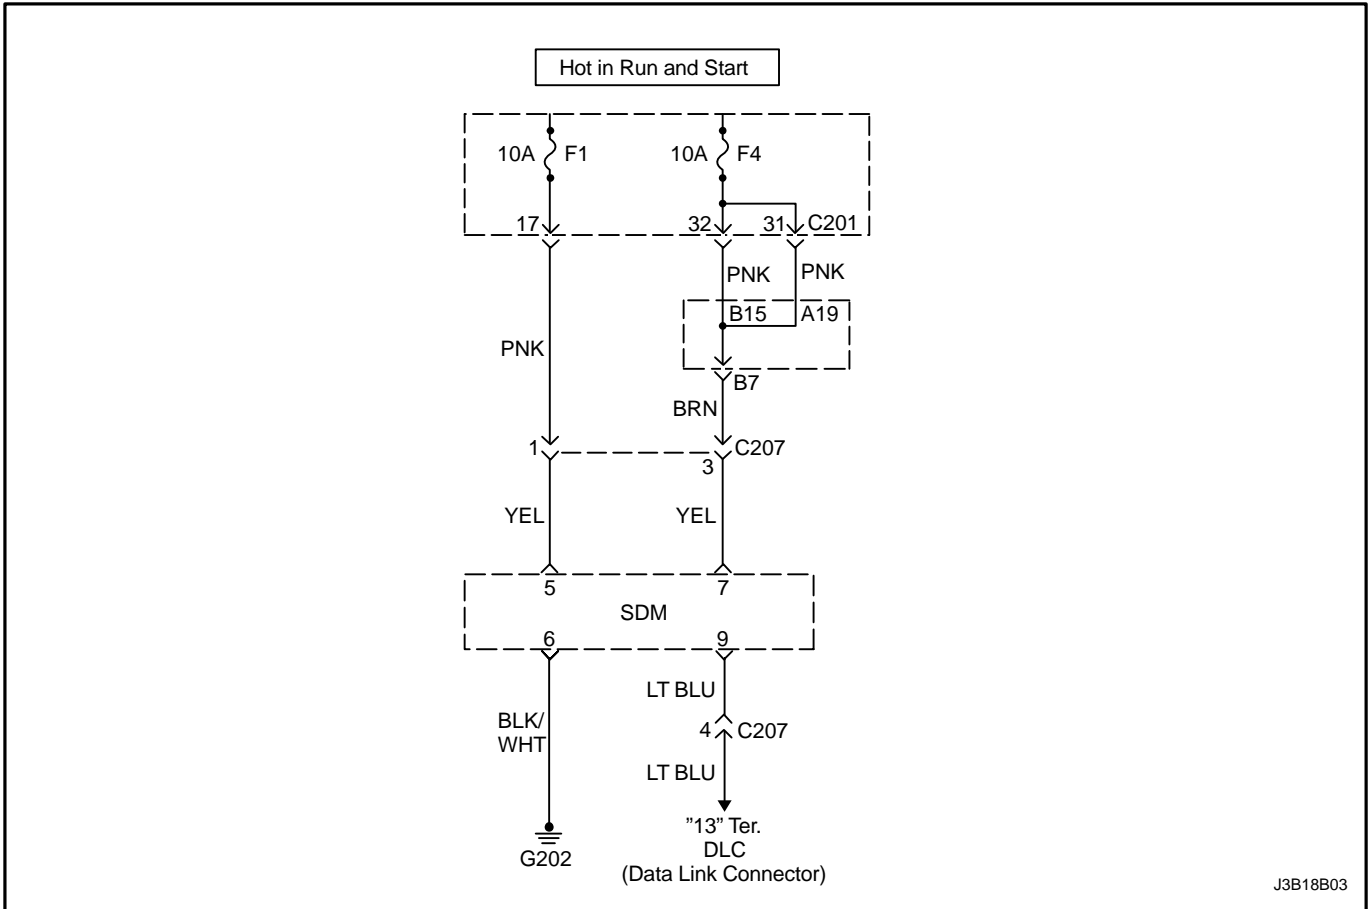 Hot in Run and Start
10A F1 10A F4
17 32 31 C201
PNK PNK
B15 A19
PNK
B7
BRN
1 C207
3
YEL YEL
5 7
SDM
6 9
LT BLU
BLK/
WHT
4 C207
LT BLU
”13” Ter.
DLC
G202
(Data Link Connector)
J3B18B03